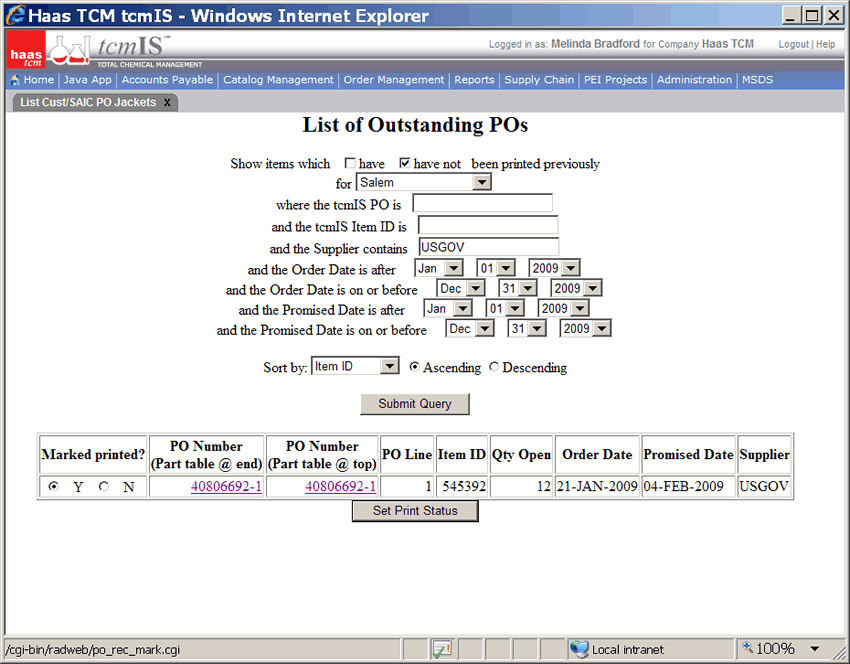 Haas TCM tcmIS - Windows Internet Explorer
haas tcm
tcmIS™
TOTAL CHEMICAL MANAGEMENT
Logged in as: Melinda Bradford for Company Haas TCM Logout | Help
Home | Java App | Accounts Payable | Catalog Management | Order Management | Reports | Supply Chain | PEI Projects | Administration | MSDS
List Cust/SAIC PO Jackets x
List of Outstanding POs
Show items which have have not been printed previously
for Salem
where the tcmIS PO is
and the tcmIS Item ID is
and the Supplier contains USGOV
and the Order Date is after Jan 01 2009
and the Order Date is on or before Dec 31 2009
and the Promised Date is after Jan 01 2009
and the Promised Date is on or before Dec 31 2009
Sort by: Item ID Ascending Descending
Submit Query
Marked printed? PO Number (Part table @ end) PO Number (Part table @ top) PO Line Item ID Qty Open Order Date Promised Date Supplier
Y N 40806692-1 40806692-1 1 545392 12 21-JAN-2009 04-FEB-2009 USGOV
Set Print Status
/cgi-bin/radweb/po_rec_mark.cgi Local intranet 100%